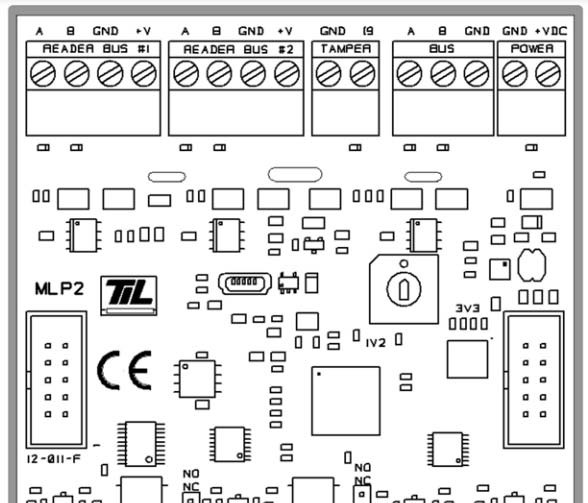 A B GND +V A B GND +V GND I9 A B GND GND +VDC
READER BUS #1 READER BUS #2 TAMPER BUS POWER
MLP2 TiL
3V3
1V2
CE
12-011-F
NO NO
NC NC